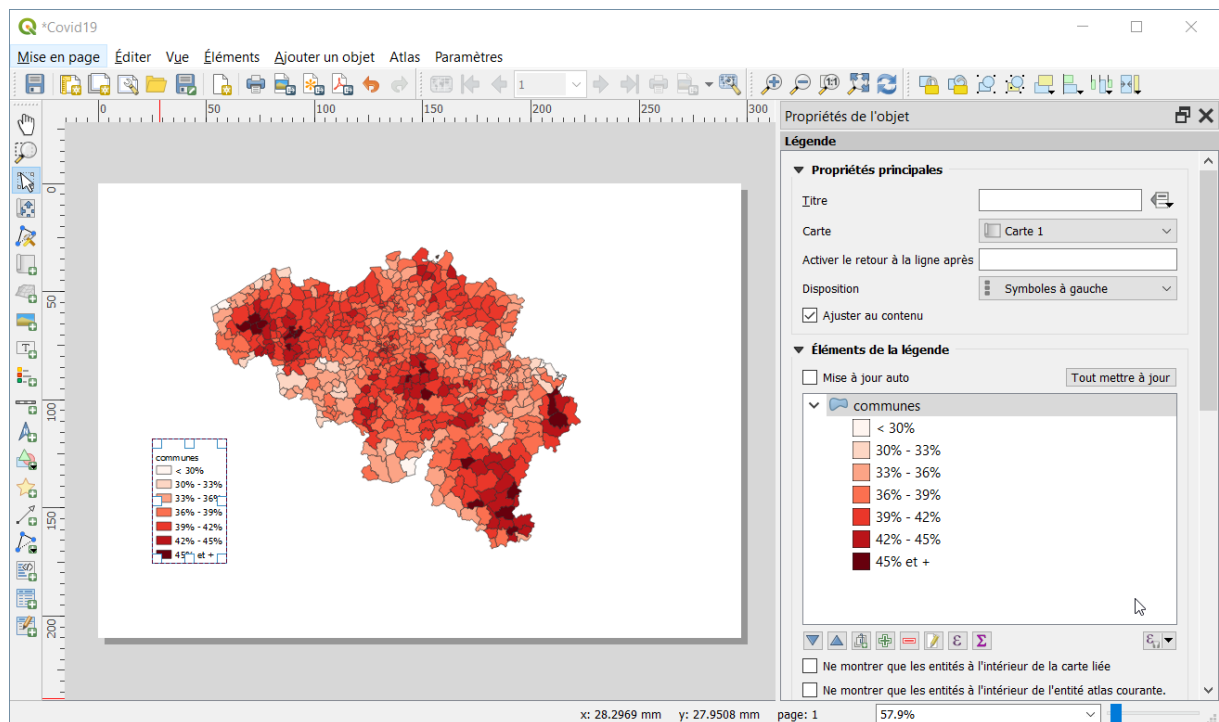 *Covid19
Mise en page Éditer Vue Éléments Ajouter un objet Atlas Paramètres
1
0 50 100 150 200 250 300
0
50
100
150
200
communes
< 30%
30% - 33%
33% - 36%
36% - 39%
39% - 42%
42% - 45%
45% et +
Propriétés de l'objet
Légende
Propriétés principales
Titre
Carte Carte 1
Activer le retour à la ligne après
Disposition Symboles à gauche
Ajuster au contenu
Éléments de la légende
Mise à jour auto Tout mettre à jour
communes
< 30%
30% - 33%
33% - 36%
36% - 39%
39% - 42%
42% - 45%
45% et +
Ne montrer que les entités à l'intérieur de la carte liée
Ne montrer que les entités à l'intérieur de l'entité atlas courante.
x: 28.2969 mm y: 27.9508 mm page: 1 57.9%